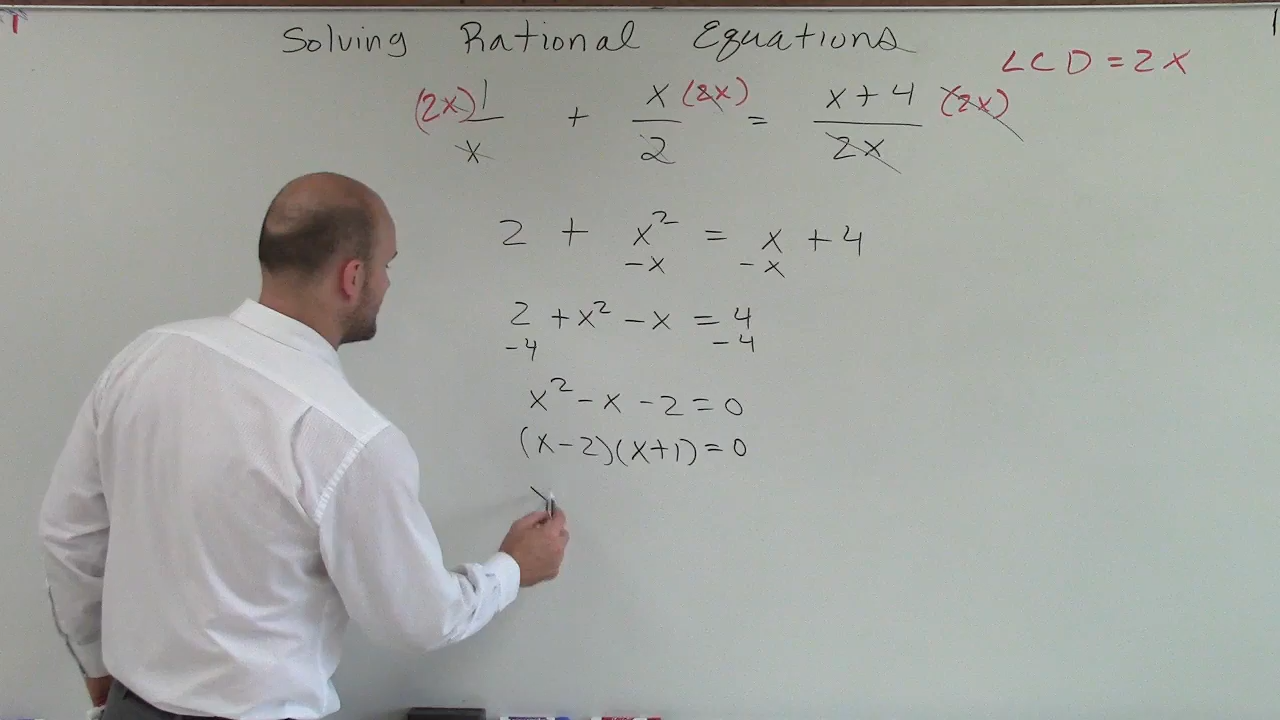 Solving Rational Equations
LCD = 2x
(2x) 1/x + x/2 (2x) = x+4/2x (2x)
2 + x² = x + 4
-x -x
2 + x² - x = 4
-4 -4
x² - x - 2 = 0
(x-2)(x+1) = 0